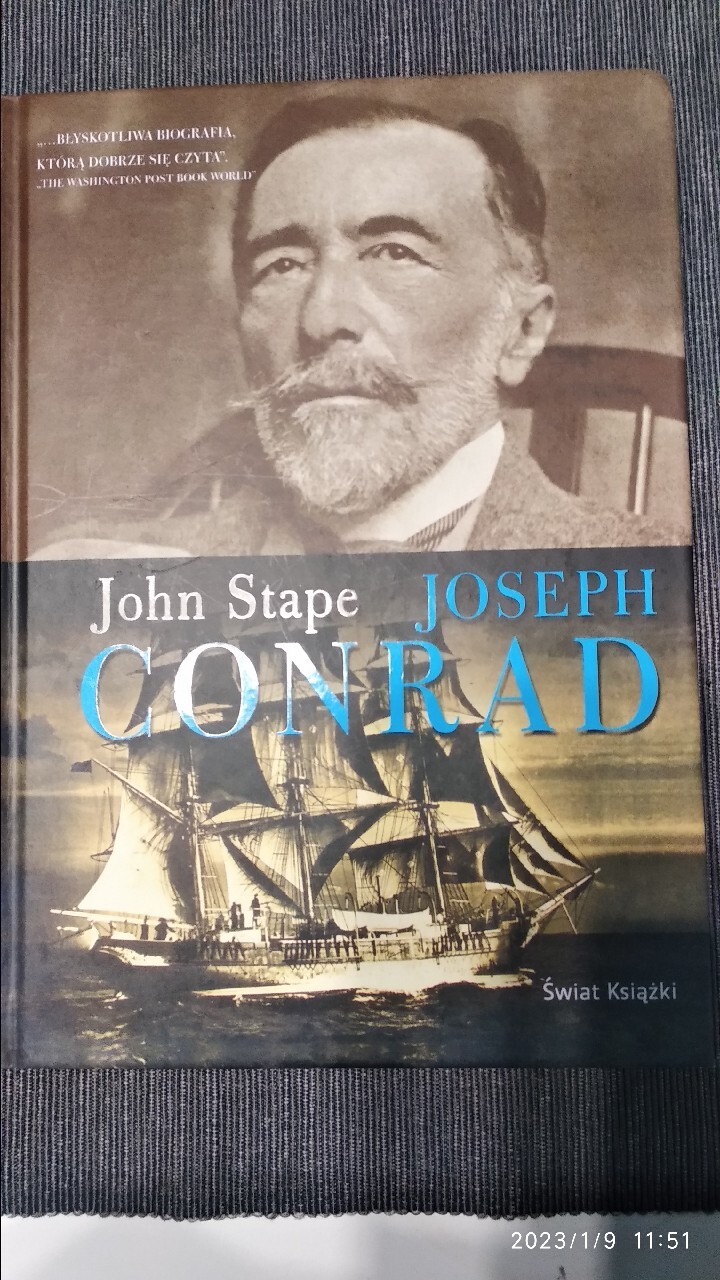 „...BŁYSKOTLIWA BIOGRAFIA,
KTÓRĄ DOBRZE SIĘ CZYTA”.
„THE WASHINGTON POST BOOK WORLD”
John Stape JOSEPH
CONRAD
Świat Książki
2023/1/9 11:51